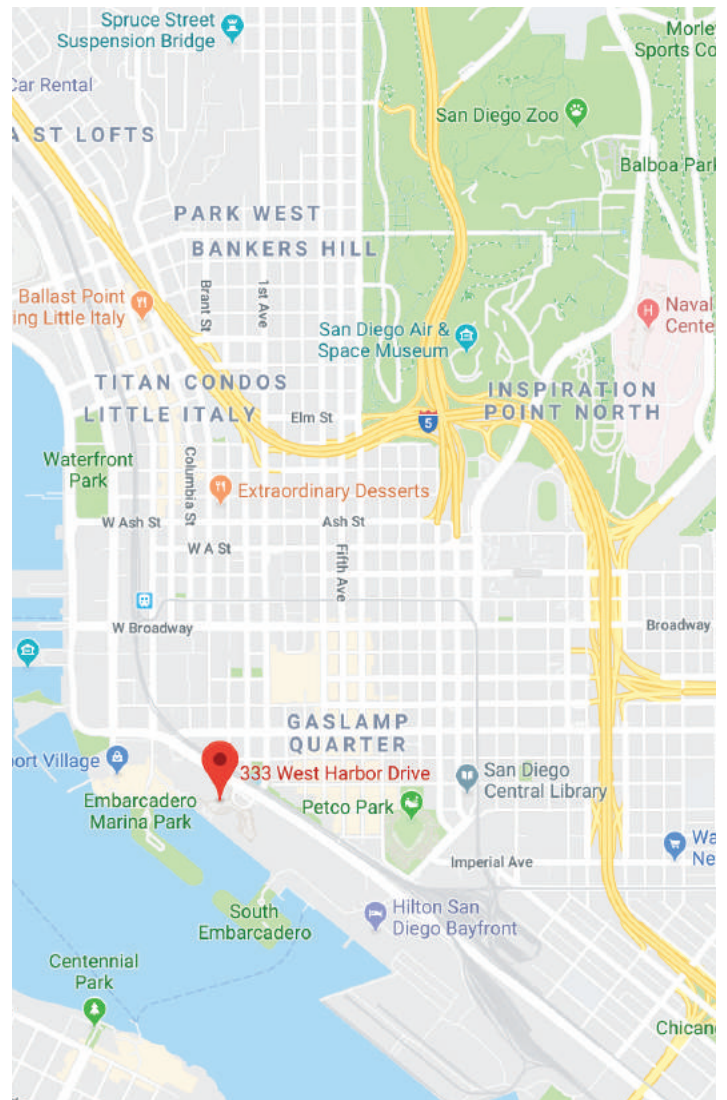 Spruce Street
Suspension Bridge
Morle
Sports Co
Car Rental
San Diego Zoo
A ST LOFTS
Balboa Park
PARK WEST
BANKERS HILL
Brant St
1st Ave
Ballast Point
ing Little Italy
Naval
Cente
H
San Diego Air &
Space Museum
TITAN CONDOS
LITTLE ITALY
INSPIRATION
POINT NORTH
Elm St
5
Waterfront
Park
Columbia St
Extraordinary Desserts
W Ash St
Ash St
W A St
Fifth Ave
W Broadway
Broadway
GASLAMP
QUARTER
port Village
333 West Harbor Drive
San Diego
Central Library
Embarcadero
Marina Park
Petco Park
Wa
Ne
Imperial Ave
South
Embarcadero
Hilton San
Diego Bayfront
Centennial
Park
Chican